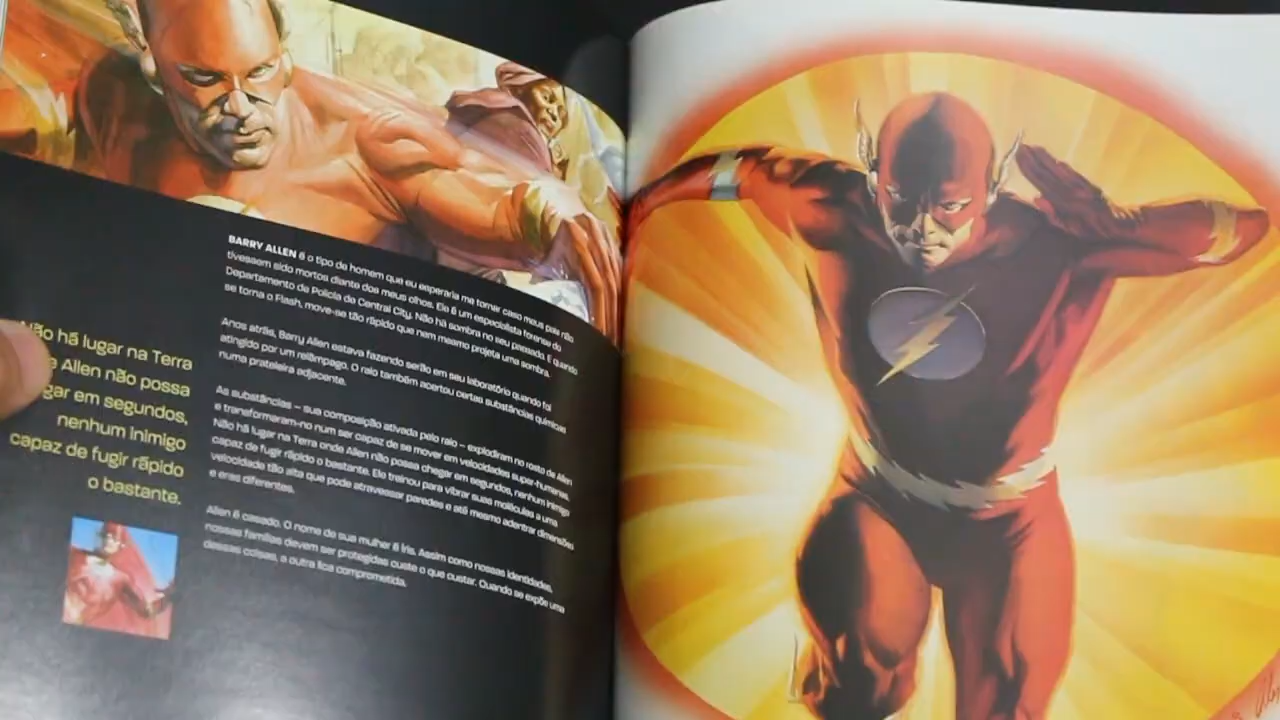 BARRY ALLEN é o tipo de homem que eu esperaria me tornar caso meus pais não
tivessem sido mortos diante dos meus olhos. Ele é um especialista forense do
Departamento de Polícia de Central City. Não há sombra no seu passado. E quando
se torna o Flash, move-se tão rápido que nem mesmo projeta uma sombra.
Anos atrás, Barry Allen estava fazendo serão em seu laboratório quando foi
atingido por um relâmpago. O raio também acertou certas substâncias químicas
numa prateleira adjacente.
As substâncias – sua composição ativada pelo raio – explodiram no rosto de Allen
e transformaram-no num ser capaz de se mover em velocidades super-humanas.
Não há lugar na Terra onde Allen não possa chegar em segundos, nenhum inimigo
capaz de fugir rápido o bastante. Ele treinou para vibrar suas moléculas a uma
velocidade tão alta que pode atravessar paredes e até mesmo adentrar dimensões
e eras diferentes.
Allen é casado. O nome de sua mulher é Íris. Assim como nossas identidades,
nossas famílias devem ser protegidas custe o que custar. Quando se expõe uma
dessas coisas, a outra fica comprometida.
Não há lugar na Terra
e Allen não possa
gar em segundos,
nenhum inimigo
capaz de fugir rápido
o bastante.